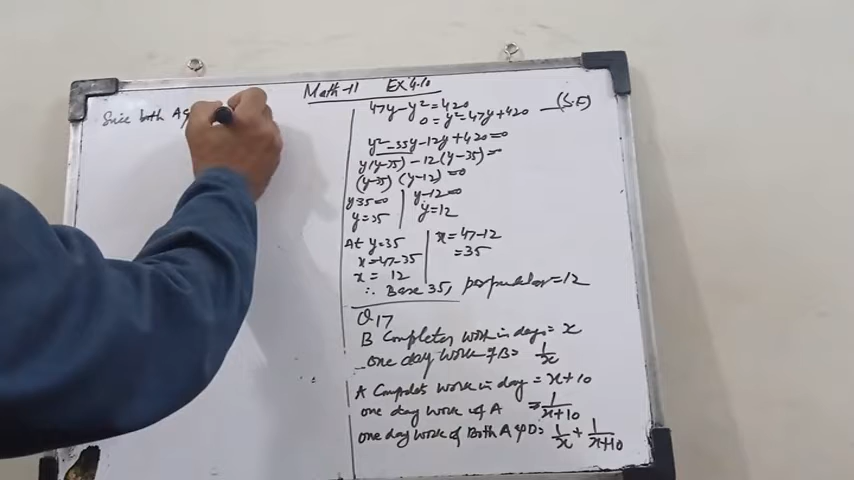 Math-11 EX 4.10
Since both A &
47y-y²=420
0=y²-47y+420 —(S.F)
y²-35y-12y+420=0
y(y-35)-12(y-35)=0
(y-35) (y-12)=0
y-35=0
y=35
y-12=0
y=12
At y=35
x=47-35
x= 12
x=47-12
=35
∴ Base 35, perpendicular=12
Q17
B Completes work in days= x
one day work of B= 1/x
A Completes work in day = x+10
one day work of A = 1/x+10
one day work of Both A & B= 1/x + 1/x+10